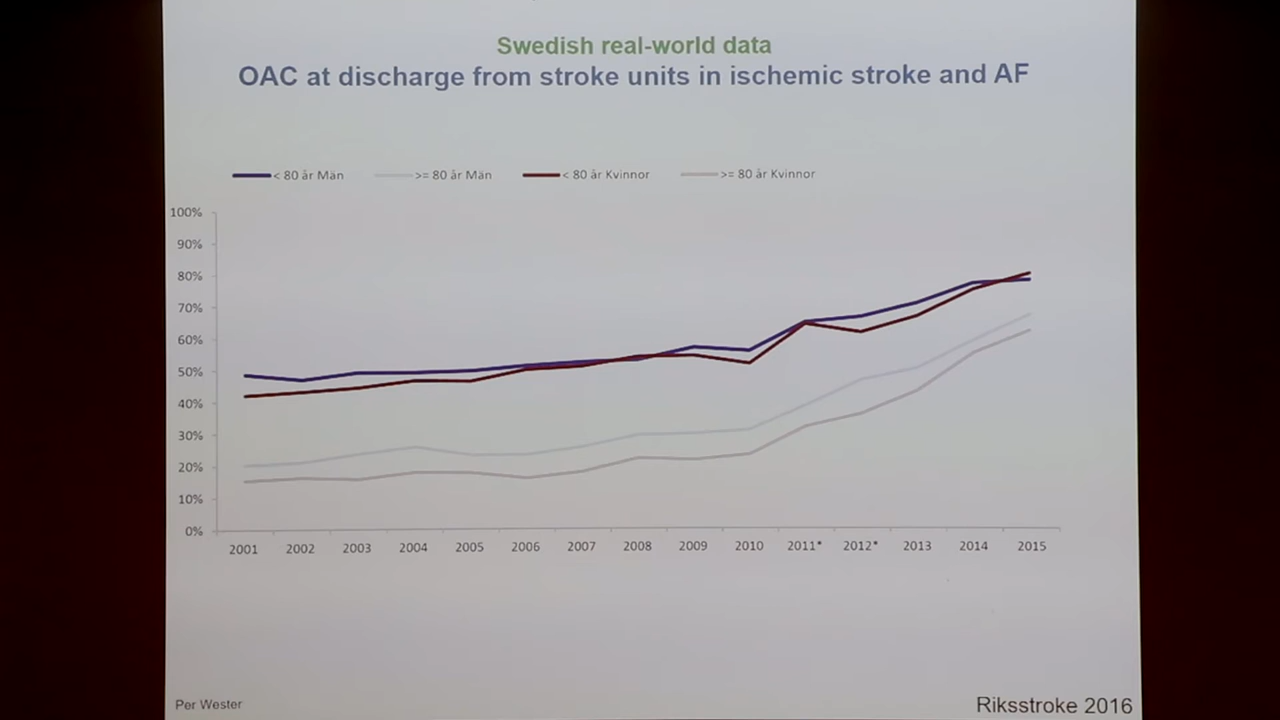 Swedish real-world data
OAC at discharge from stroke units in ischemic stroke and AF
< 80 år Män >= 80 år Män < 80 år Kvinnor >= 80 år Kvinnor
100%
90%
80%
70%
60%
50%
40%
30%
20%
10%
0%
2001 2002 2003 2004 2005 2006 2007 2008 2009 2010 2011* 2012* 2013 2014 2015
Per Wester
Riksstroke 2016